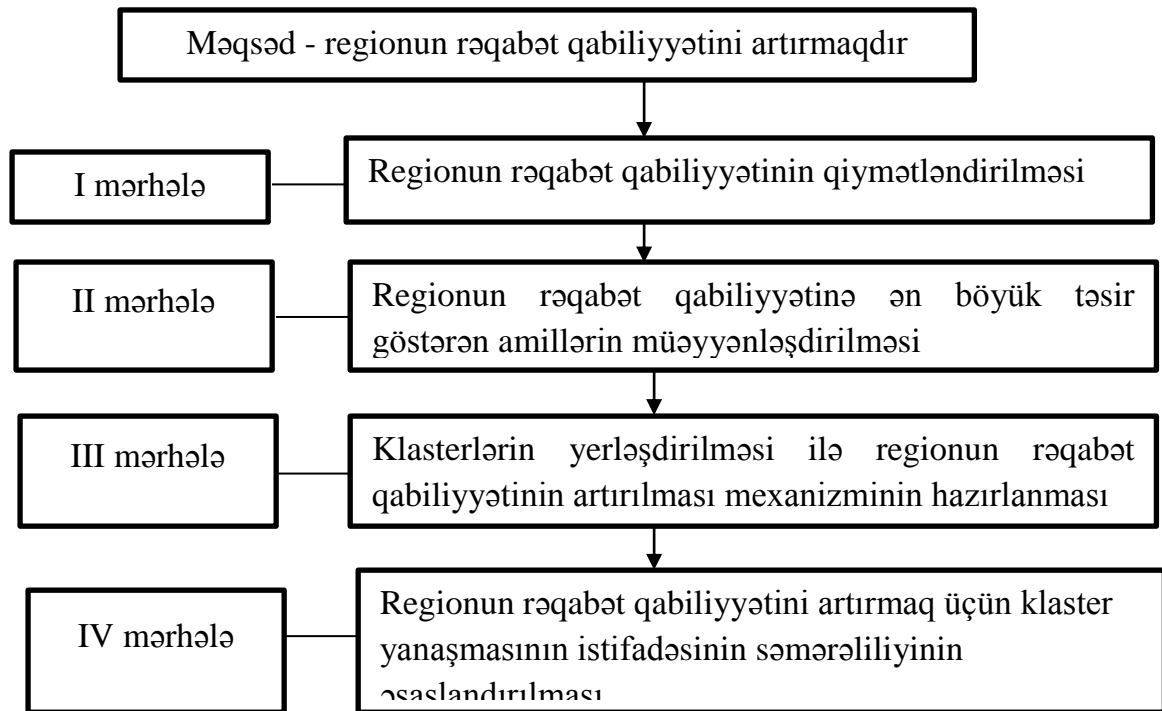 Məqsəd - regionun rəqabət qabiliyyətini artırmaqdır
I mərhələ
Regionun rəqabət qabiliyyətinin qiymətləndirilməsi
II mərhələ
Regionun rəqabət qabiliyyətinə ən böyük təsir
göstərən amillərin müəyyənləşdirilməsi
III mərhələ
Klasterlərin yerləşdirilməsi ilə regionun rəqabət
qabiliyyətinin artırılması mexanizminin hazırlanması
IV mərhələ
Regionun rəqabət qabiliyyətini artırmaq üçün klaster
yanaşmasının istifadəsinin səmərəliliyinin
əsaslandırılması